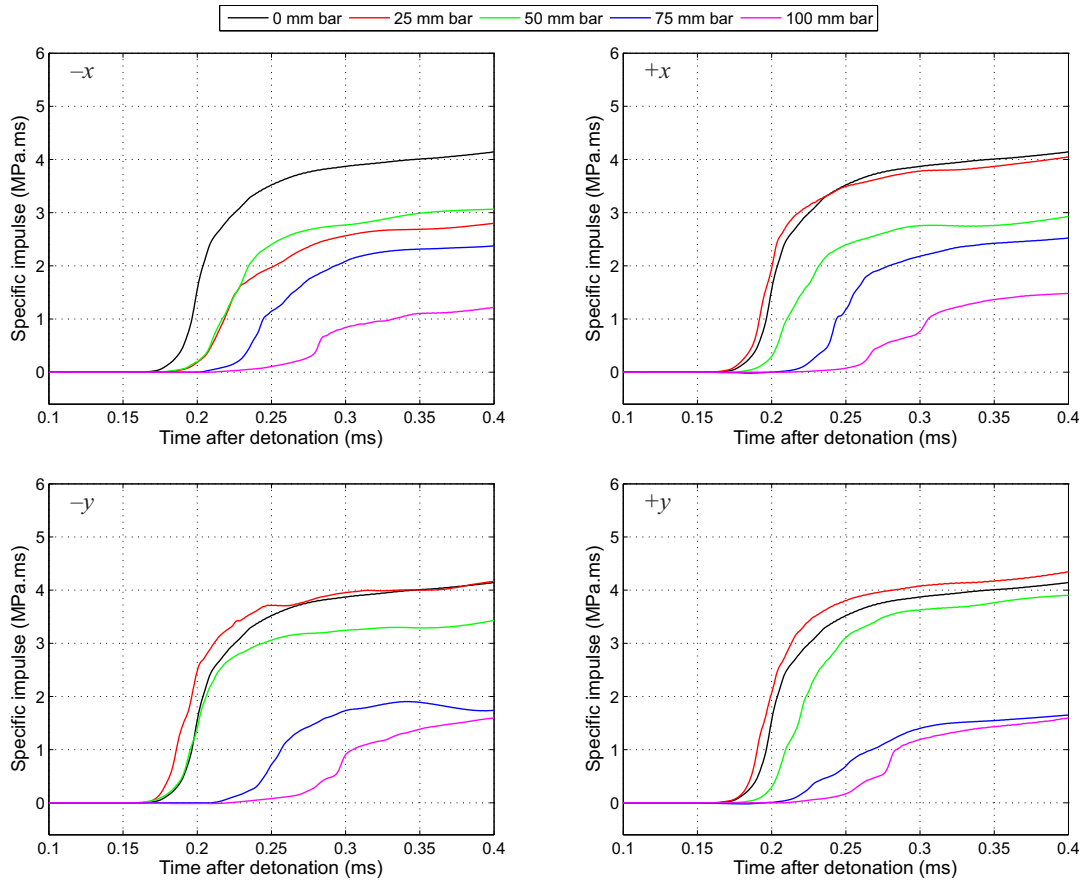 0 mm bar 25 mm bar 50 mm bar 75 mm bar 100 mm bar
–x
6
5
4
3
2
1
0
Specific impulse (MPa.ms)
0.1 0.15 0.2 0.25 0.3 0.35 0.4
Time after detonation (ms)
+x
6
5
4
3
2
1
0
Specific impulse (MPa.ms)
0.1 0.15 0.2 0.25 0.3 0.35 0.4
Time after detonation (ms)
–y
6
5
4
3
2
1
0
Specific impulse (MPa.ms)
0.1 0.15 0.2 0.25 0.3 0.35 0.4
Time after detonation (ms)
+y
6
5
4
3
2
1
0
Specific impulse (MPa.ms)
0.1 0.15 0.2 0.25 0.3 0.35 0.4
Time after detonation (ms)